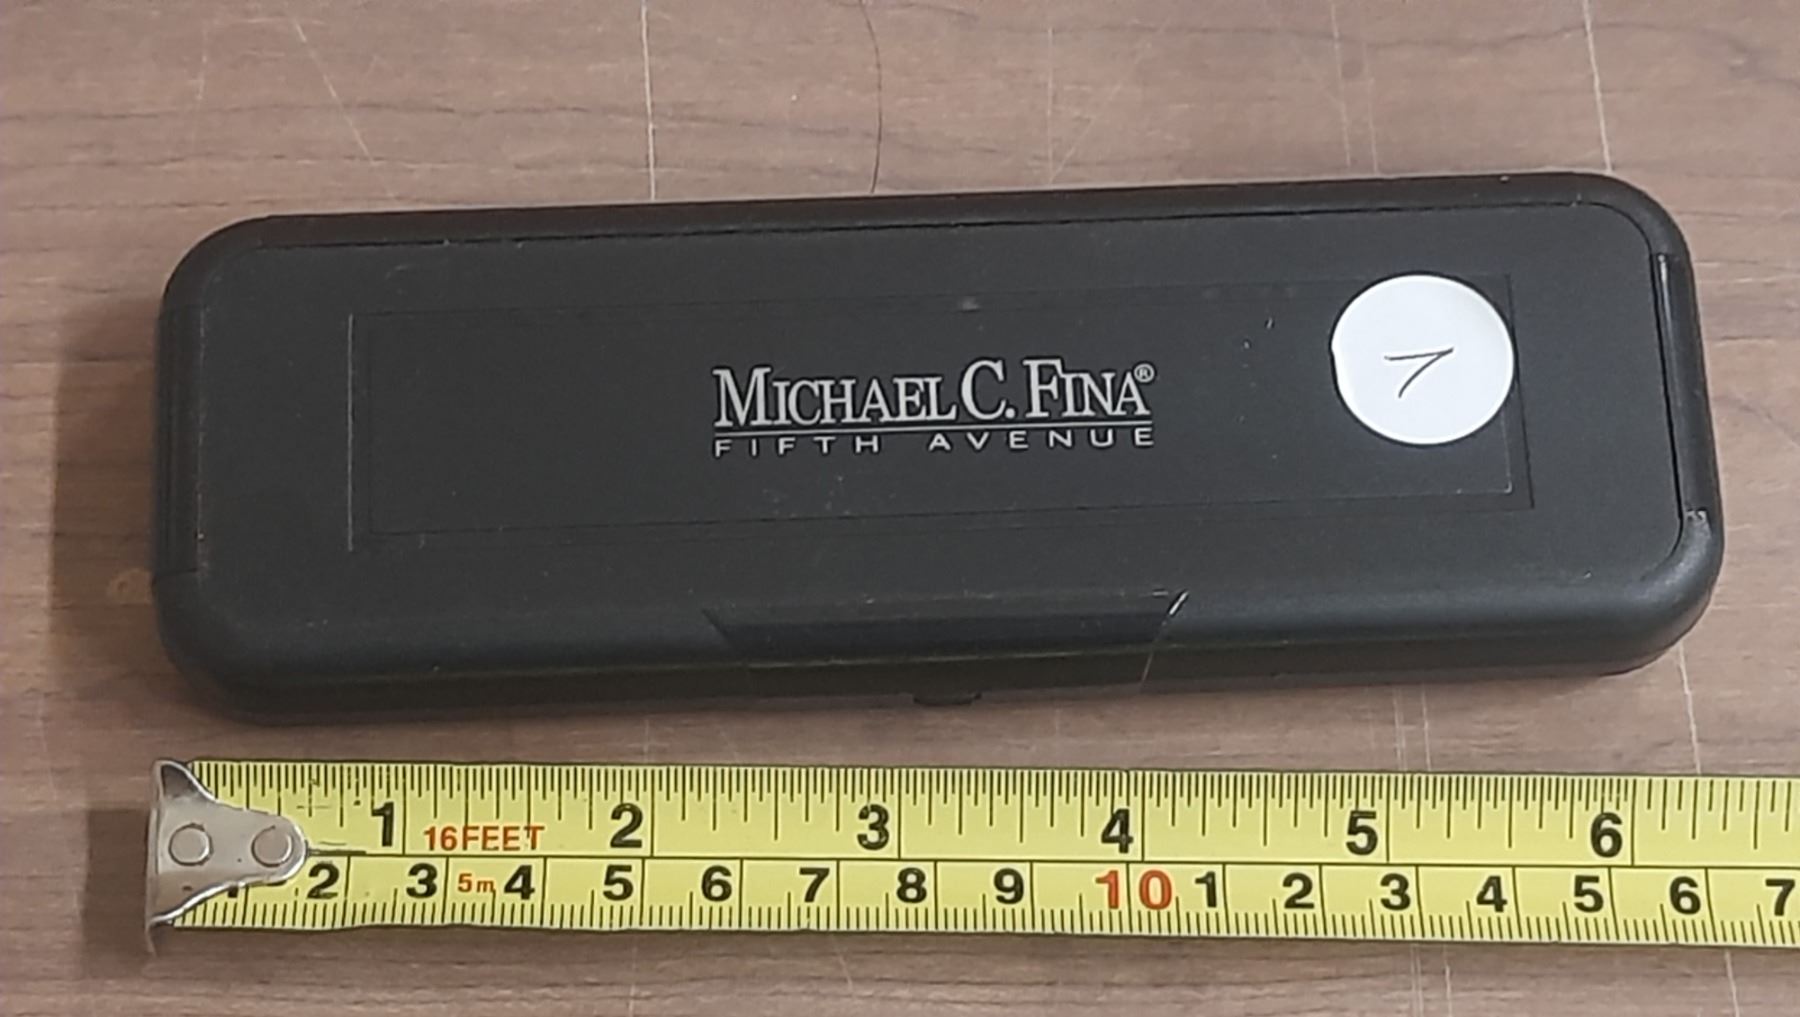 MICHAEL C. FINA®
FIFTH AVENUE
1 16FEET 2 3 4 5 6
1 2 3 5m 4 5 6 7 8 9 10 1 2 3 4 5 6 7